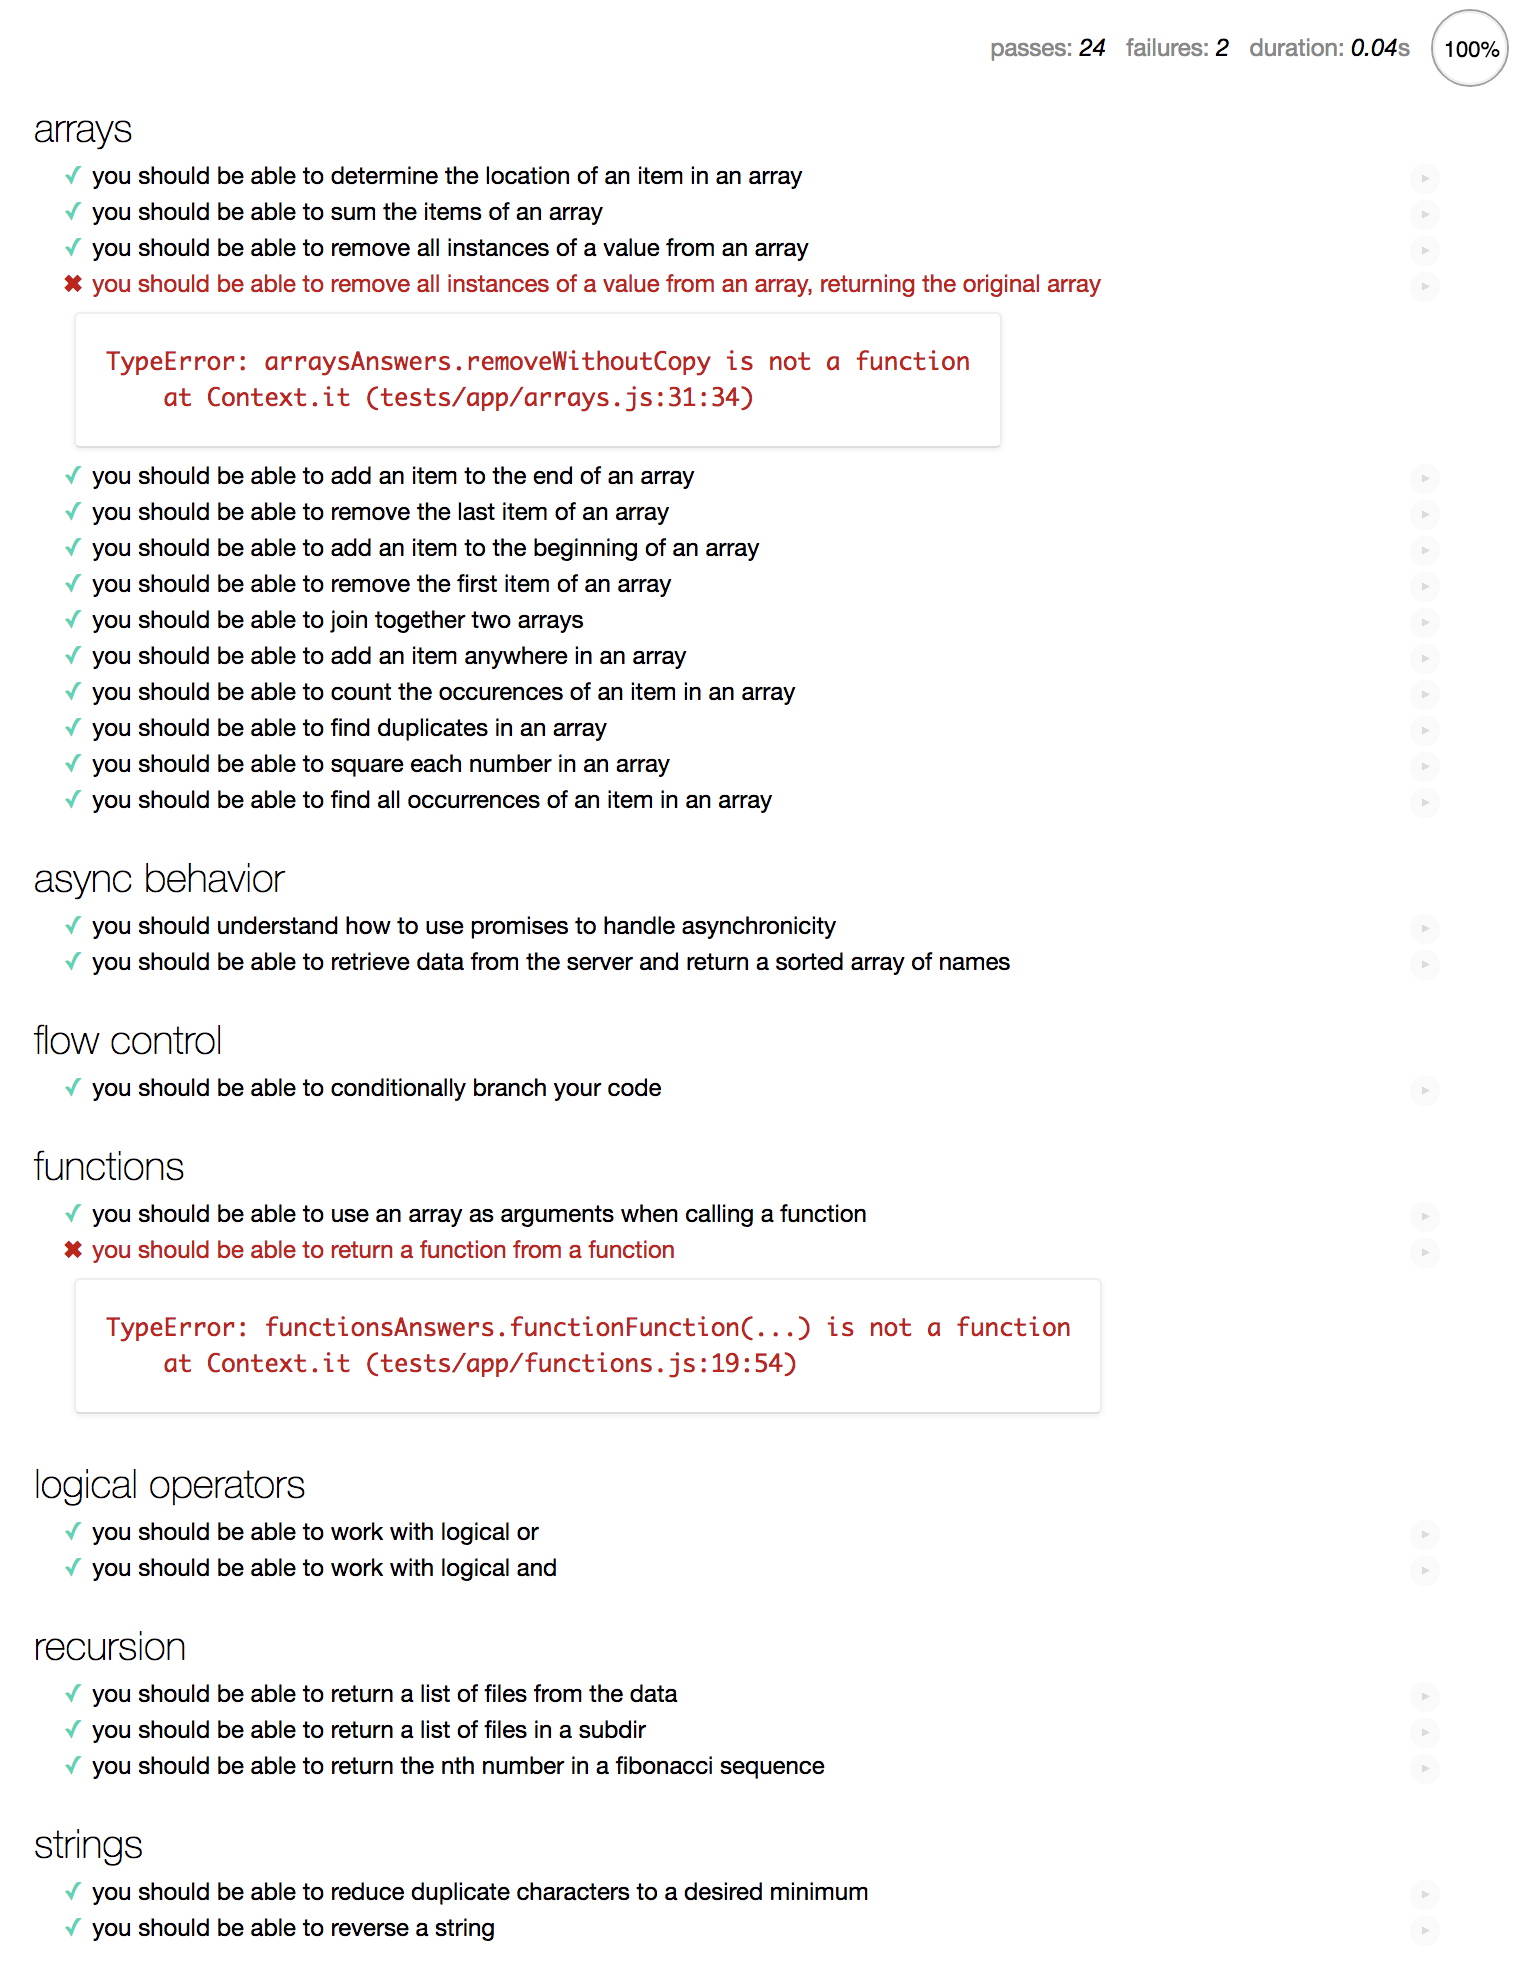 passes: 24 failures: 2 duration: 0.04s 100%
arrays
✓ you should be able to determine the location of an item in an array
✓ you should be able to sum the items of an array
✓ you should be able to remove all instances of a value from an array
✖ you should be able to remove all instances of a value from an array, returning the original array
TypeError: arraysAnswers.removeWithoutCopy is not a function
at Context.it (tests/app/arrays.js:31:34)
✓ you should be able to add an item to the end of an array
✓ you should be able to remove the last item of an array
✓ you should be able to add an item to the beginning of an array
✓ you should be able to remove the first item of an array
✓ you should be able to join together two arrays
✓ you should be able to add an item anywhere in an array
✓ you should be able to count the occurences of an item in an array
✓ you should be able to find duplicates in an array
✓ you should be able to square each number in an array
✓ you should be able to find all occurrences of an item in an array
async behavior
✓ you should understand how to use promises to handle asynchronicity
✓ you should be able to retrieve data from the server and return a sorted array of names
flow control
✓ you should be able to conditionally branch your code
functions
✓ you should be able to use an array as arguments when calling a function
✖ you should be able to return a function from a function
TypeError: functionsAnswers.functionFunction(...) is not a function
at Context.it (tests/app/functions.js:19:54)
logical operators
✓ you should be able to work with logical or
✓ you should be able to work with logical and
recursion
✓ you should be able to return a list of files from the data
✓ you should be able to return a list of files in a subdir
✓ you should be able to return the nth number in a fibonacci sequence
strings
✓ you should be able to reduce duplicate characters to a desired minimum
✓ you should be able to reverse a string